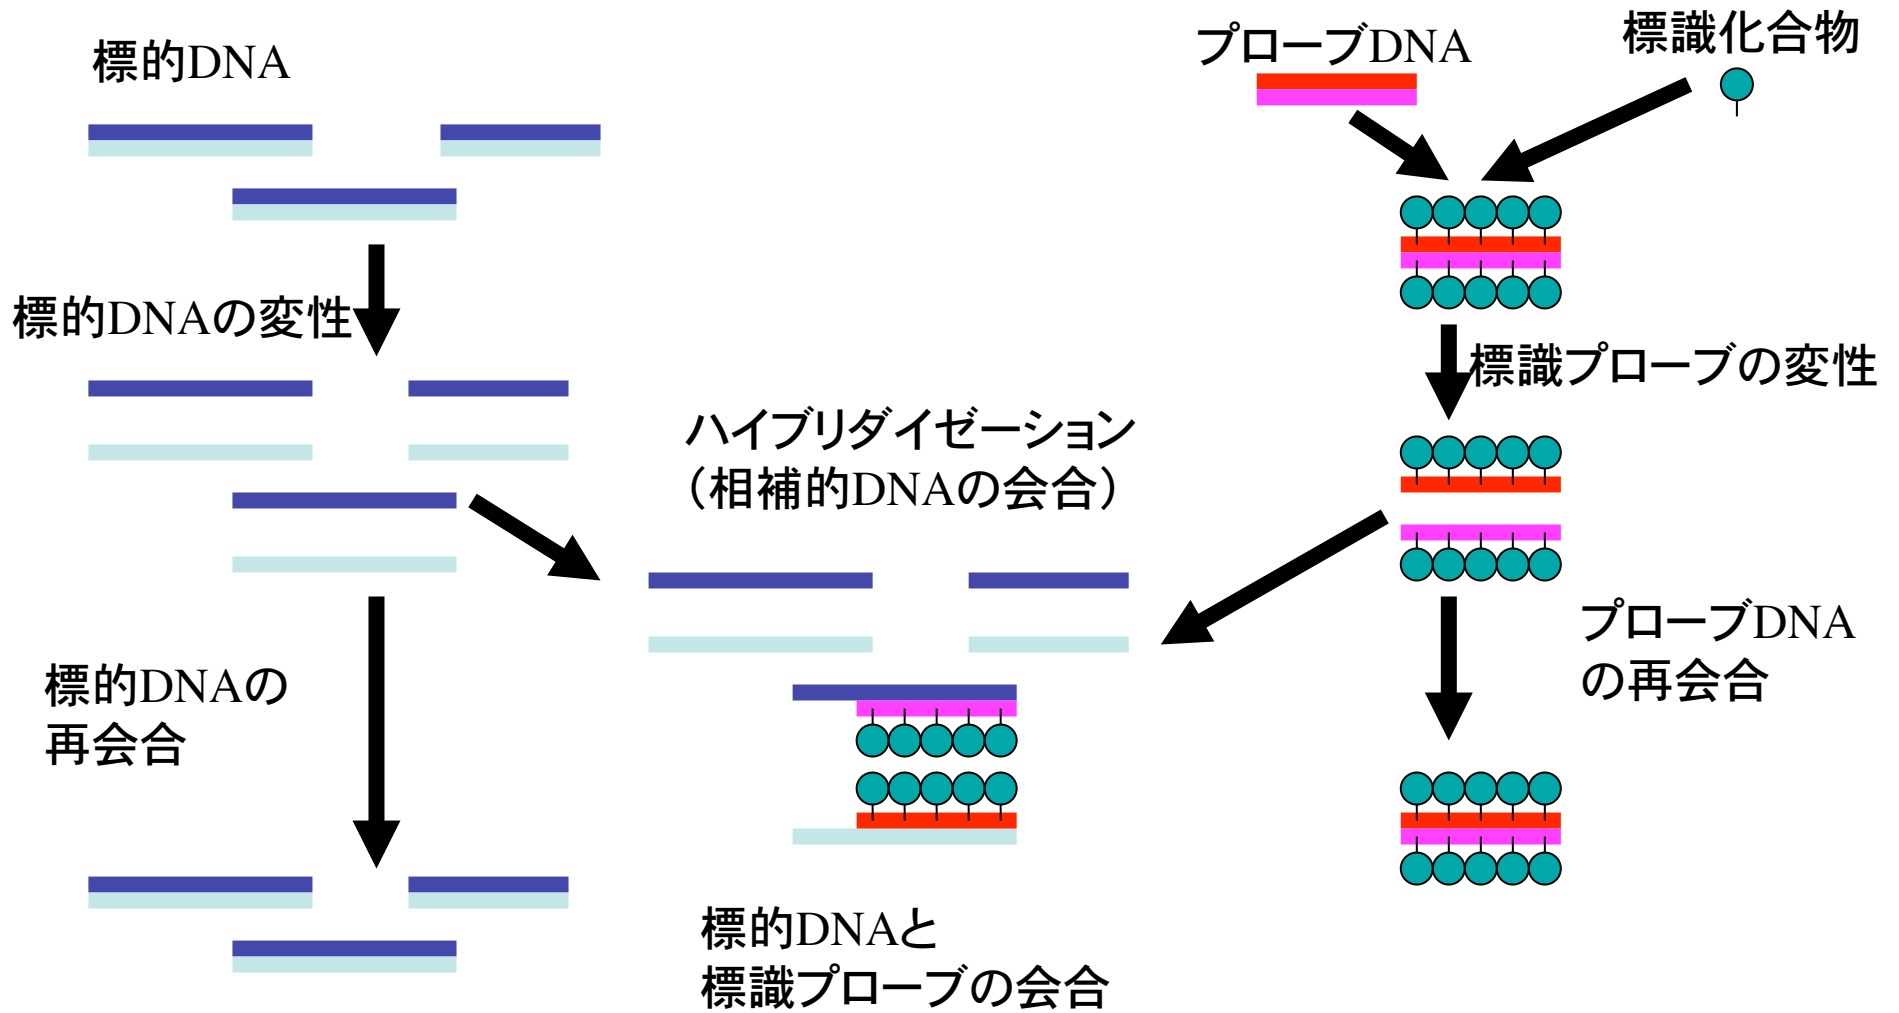 標的DNA
プローブDNA
標識化合物
標的DNAの変性
標識プローブの変性
ハイブリダイゼーション
（相補的DNAの会合）
標的DNAの
再会合
プローブDNA
の再会合
標的DNAと
標識プローブの会合